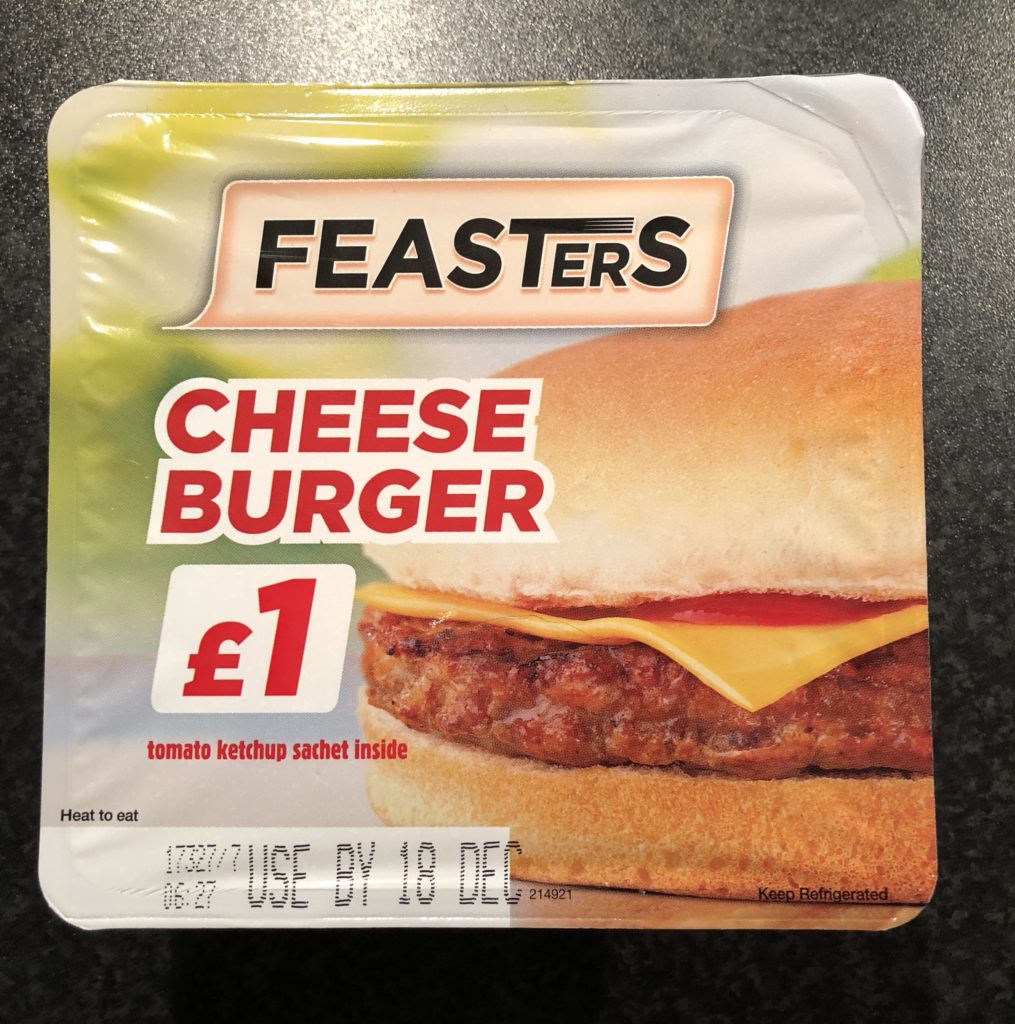 FEASTERS
CHEESE
BURGER
£1
tomato ketchup sachet inside
Heat to eat
17327/7 USE BY 18 DEC
06:27
214921
Keep Refrigerated